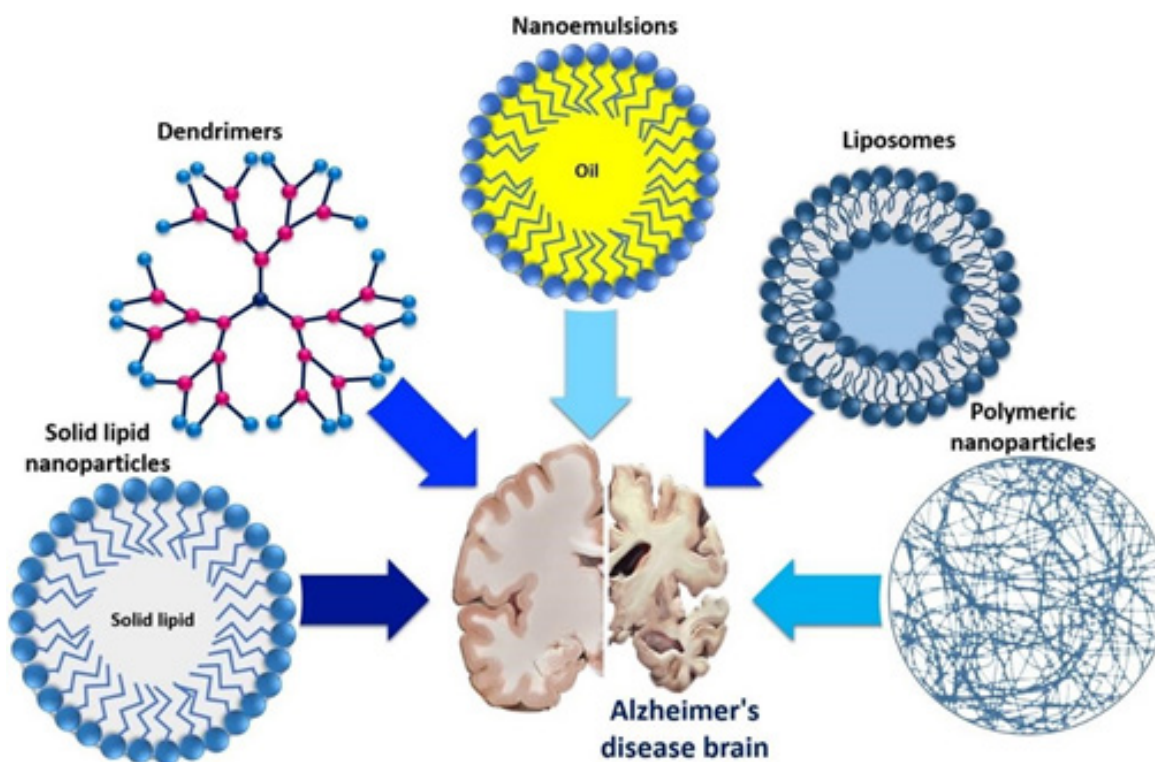 Nanoemulsions
Dendrimers
Oil
Liposomes
Solid lipid
nanoparticles
Polymeric
nanoparticles
Solid lipid
Alzheimer's
disease brain